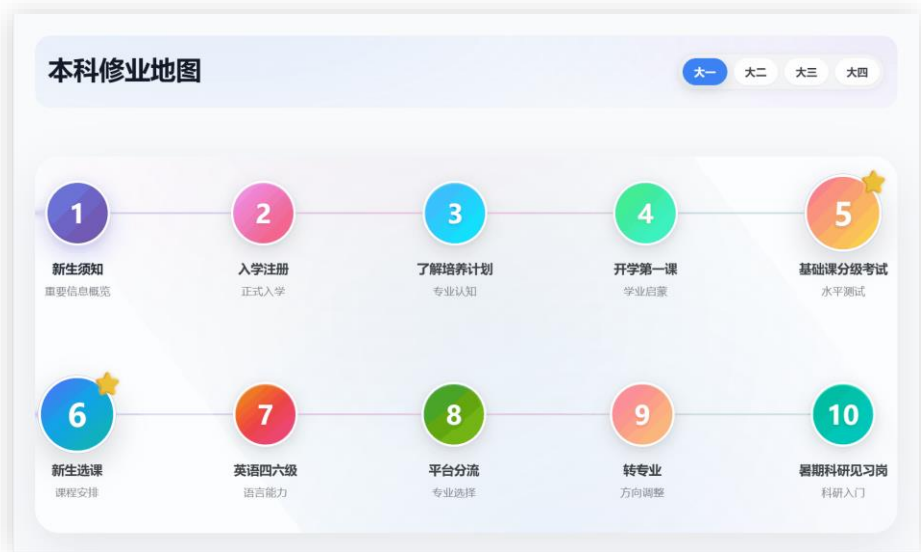 本科修业地图
大一 大二 大三 大四
1 2 3 4 5
新生须知 入学注册 了解培养计划 开学第一课 基础课分级考试
重要信息概览 正式入学 专业认知 学业启蒙 水平测试
6 7 8 9 10
新生选课 英语四六级 平台分流 转专业 暑期科研见习岗
课程安排 语言能力 专业选择 方向调整 科研入门